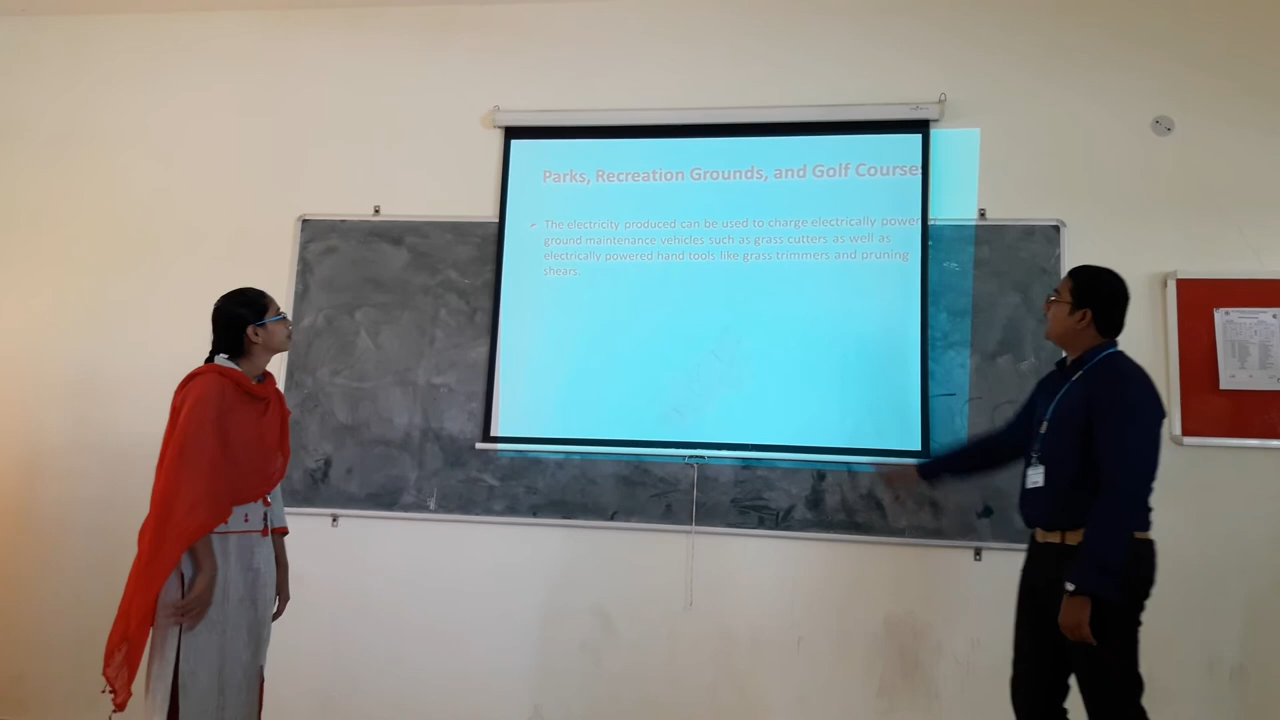 Parks, Recreation Grounds, and Golf Courses
The electricity produced can be used to charge electrically power
ground maintenance vehicles such as grass cutters as well as
electrically powered hand tools like grass trimmers and pruning
shears.